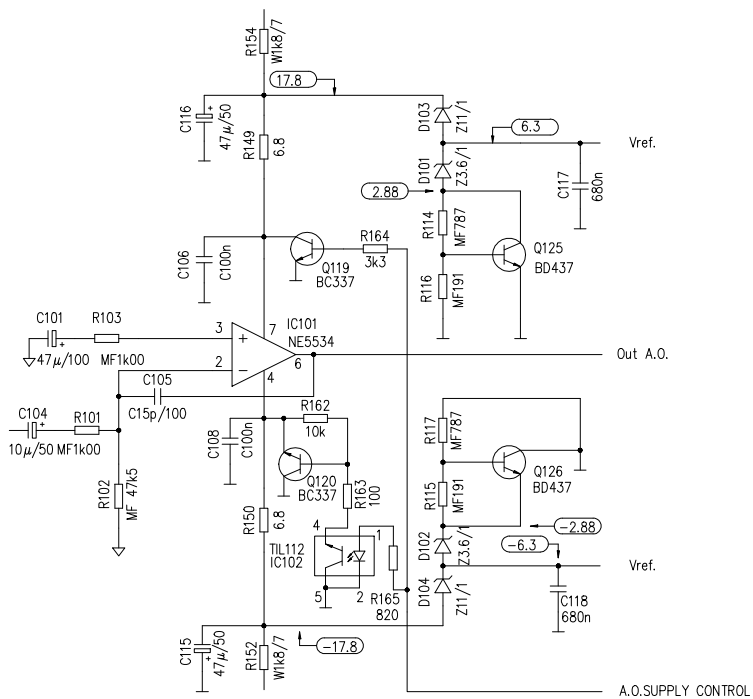 R154
W1k8/7
17.8
C116
+
47μ/50
R149
6.8
D103
Z11/1
6.3
Vref.
D101
Z3.6/1
2.88
C117
680n
R114
MF787
Q125
BD437
R116
MF191
C106
C100n
Q119
BC337
R164
3k3
C101
+
47μ/100
R103
MF1k00
3
+
7
IC101
NE5534
2
−
6
4
Out A.O.
C105
C15p/100
C104
+
10μ/50
R101
MF1k00
R102
MF 47k5
C108
C100n
R162
10k
Q120
BC337
R163
100
R150
6.8
4
1
TIL112
IC102
5
2
R165
820
R117
MF787
Q126
BD437
R115
MF191
−2.88
D102
Z3.6/1
−6.3
Vref.
D104
Z11/1
C118
680n
C115
47μ/50
+
R152
W1k8/7
−17.8
A.O.SUPPLY CONTROL